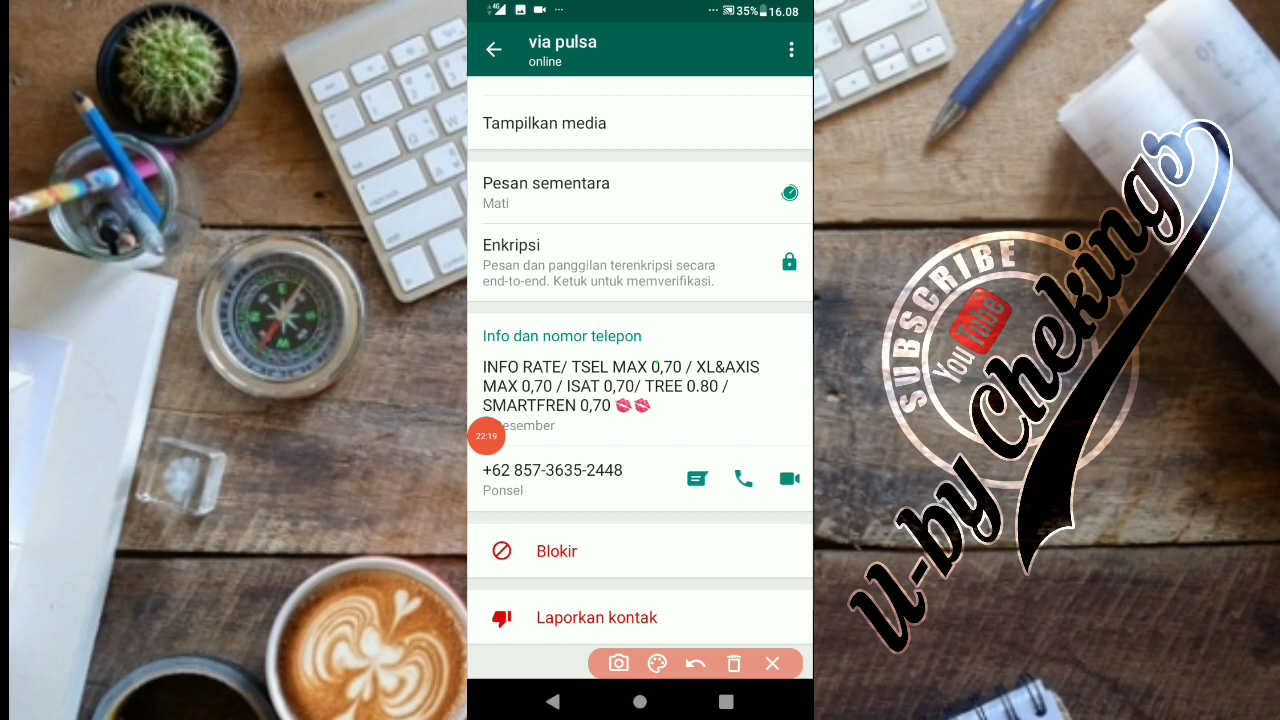 4G
35%
16.08
via pulsa
online
Tampilkan media
Pesan sementara
Mati
Enkripsi
Pesan dan panggilan terenkripsi secara
end-to-end. Ketuk untuk memverifikasi.
Info dan nomor telepon
INFO RATE/ TSEL MAX 0,70 / XL&AXIS
MAX 0,70 / ISAT 0,70/ TREE 0.80 /
SMARTFREN 0,70 💋💋
22:19
esember
+62 857-3635-2448
Ponsel
Blokir
Laporkan kontak
SUBSCRIBE
YouTube
U-by Chekings